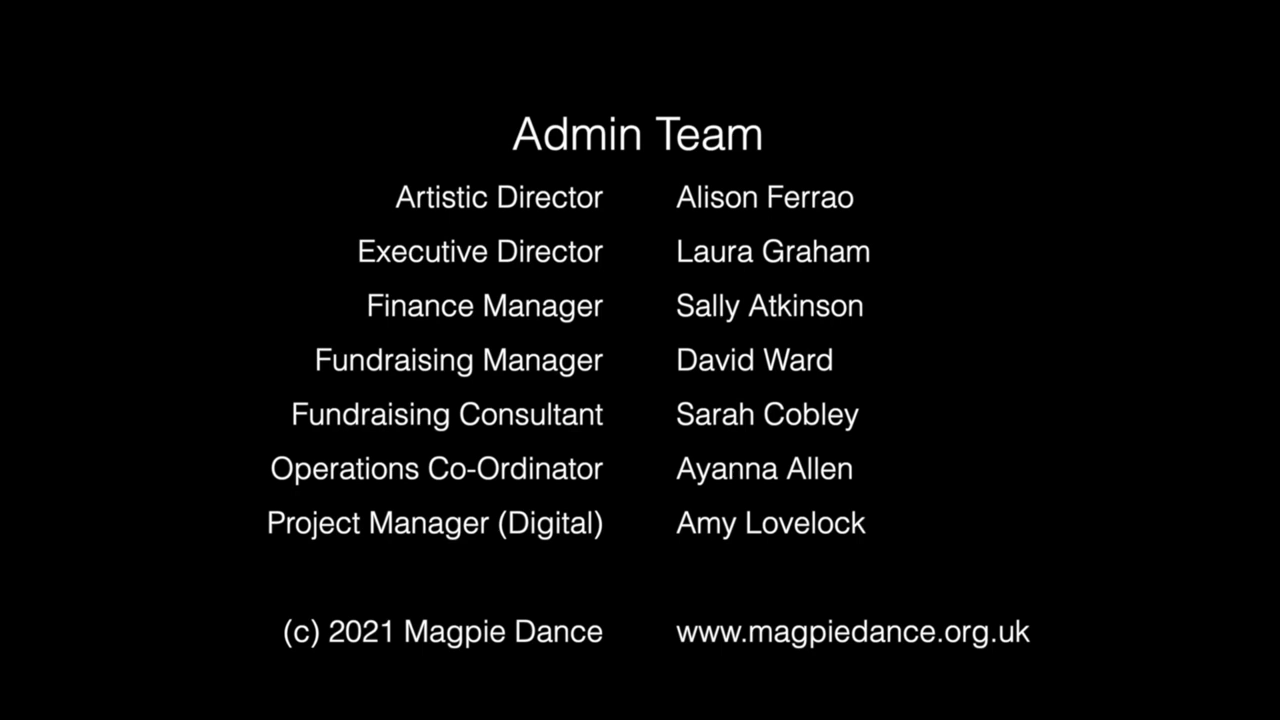 Admin Team
Artistic Director Alison Ferrao
Executive Director Laura Graham
Finance Manager Sally Atkinson
Fundraising Manager David Ward
Fundraising Consultant Sarah Cobley
Operations Co-Ordinator Ayanna Allen
Project Manager (Digital) Amy Lovelock
(c) 2021 Magpie Dance www.magpiedance.org.uk